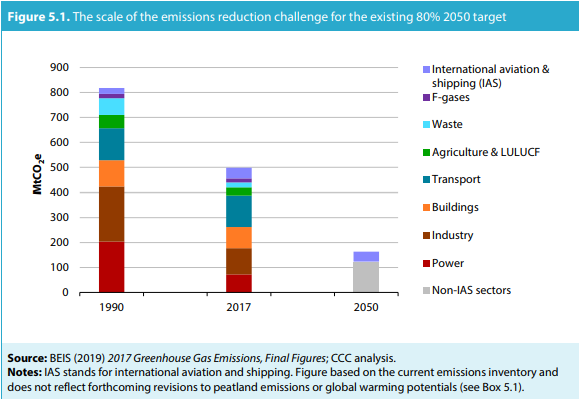 Figure 5.1. The scale of the emissions reduction challenge for the existing 80% 2050 target
900
800
700
600
500
400
300
200
100
0
MtCO₂e
1990
2017
2050
International aviation &
shipping (IAS)
F-gases
Waste
Agriculture & LULUCF
Transport
Buildings
Industry
Power
Non-IAS sectors
Source: BEIS (2019) 2017 Greenhouse Gas Emissions, Final Figures; CCC analysis.
Notes: IAS stands for international aviation and shipping. Figure based on the current emissions inventory and
does not reflect forthcoming revisions to peatland emissions or global warming potentials (see Box 5.1).